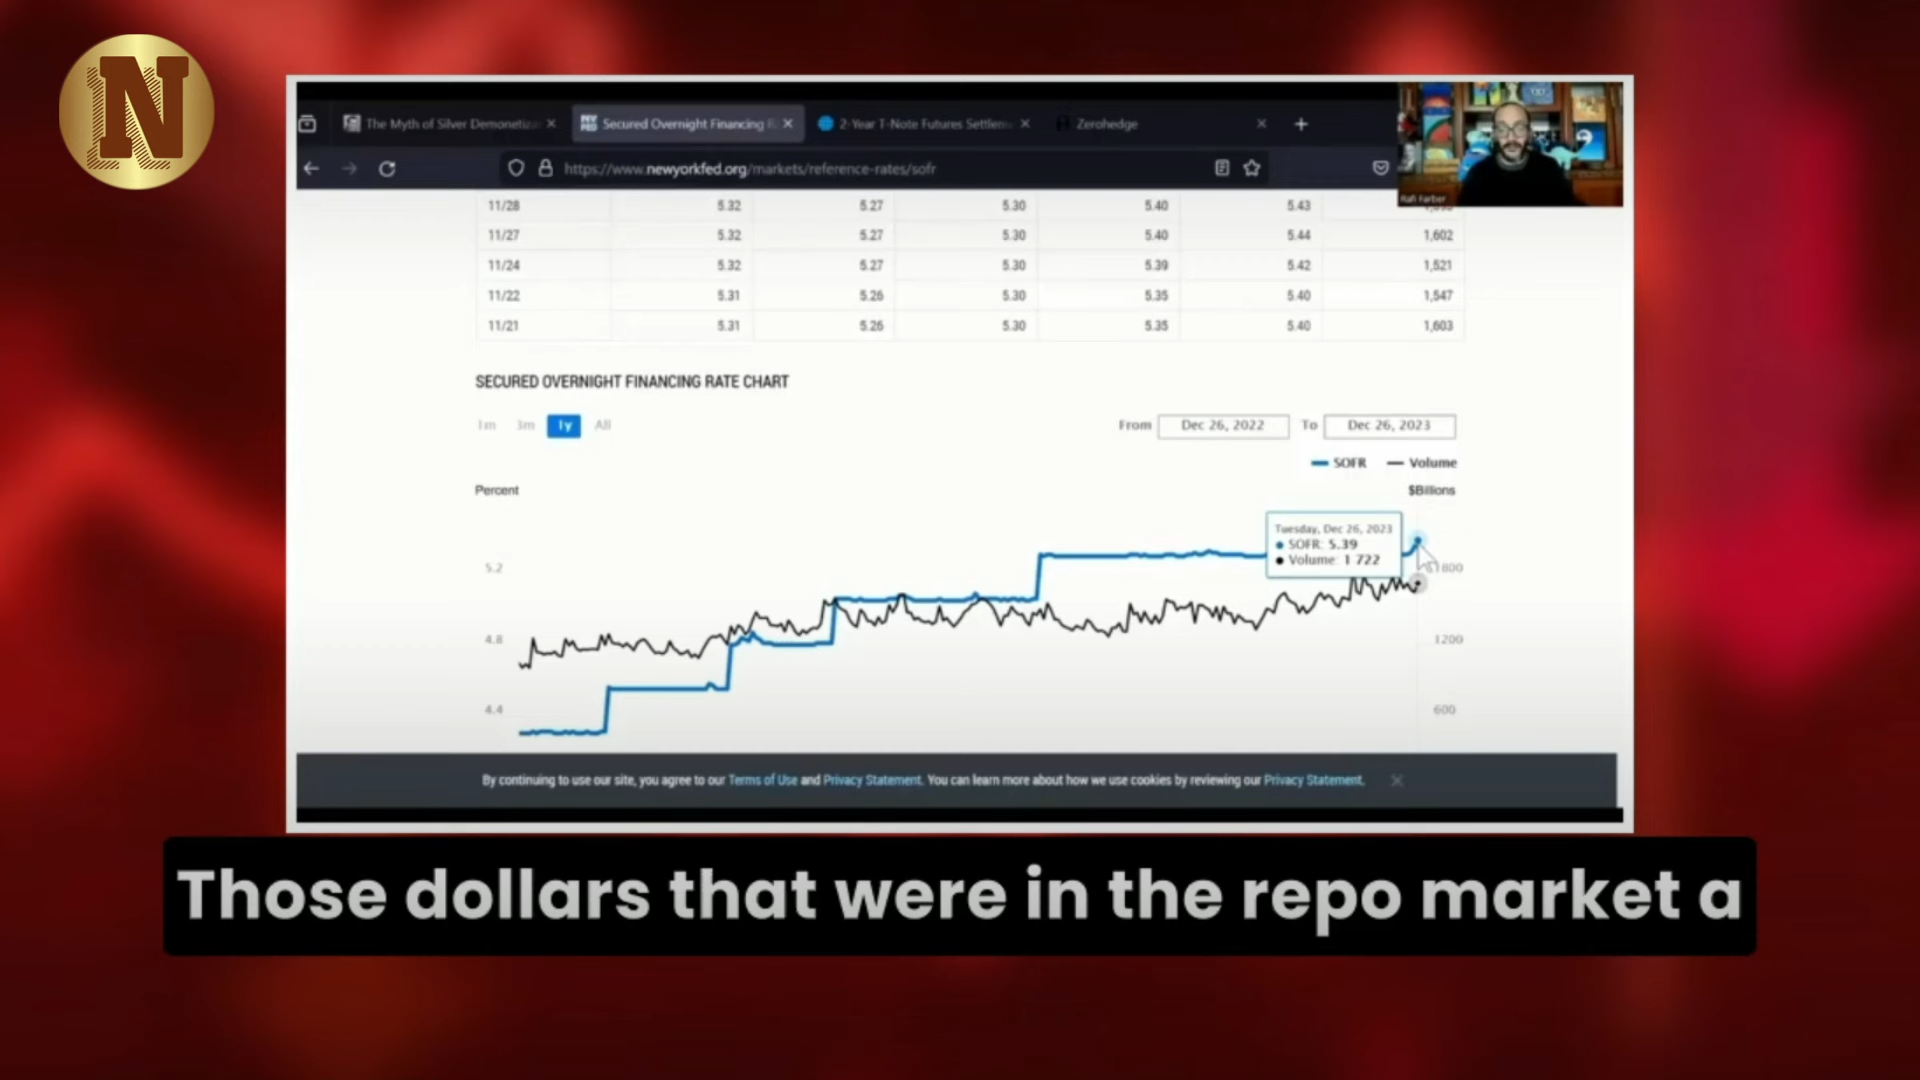 N
The Myth of Silver Demonetiza
Secured Overnight Financing R
2-Year T-Note Futures Settlem
Zerohedge
https://www.newyorkfed.org/markets/reference-rates/sofr
Rafi Farber
11/28 5.32 5.27 5.30 5.40 5.43
11/27 5.32 5.27 5.30 5.40 5.44 1,602
11/24 5.32 5.27 5.30 5.39 5.42 1,521
11/22 5.31 5.26 5.30 5.35 5.40 1,547
11/21 5.31 5.26 5.30 5.35 5.40 1,603
SECURED OVERNIGHT FINANCING RATE CHART
1m 3m 1y All
From Dec 26, 2022 To Dec 26, 2023
SOFR Volume
Percent $Billions
Tuesday, Dec 26, 2023
SOFR: 5.39
Volume: 1 722
5.2 1800
4.8 1200
4.4 600
By continuing to use our site, you agree to our Terms of Use and Privacy Statement. You can learn more about how we use cookies by reviewing our Privacy Statement.
Those dollars that were in the repo market a